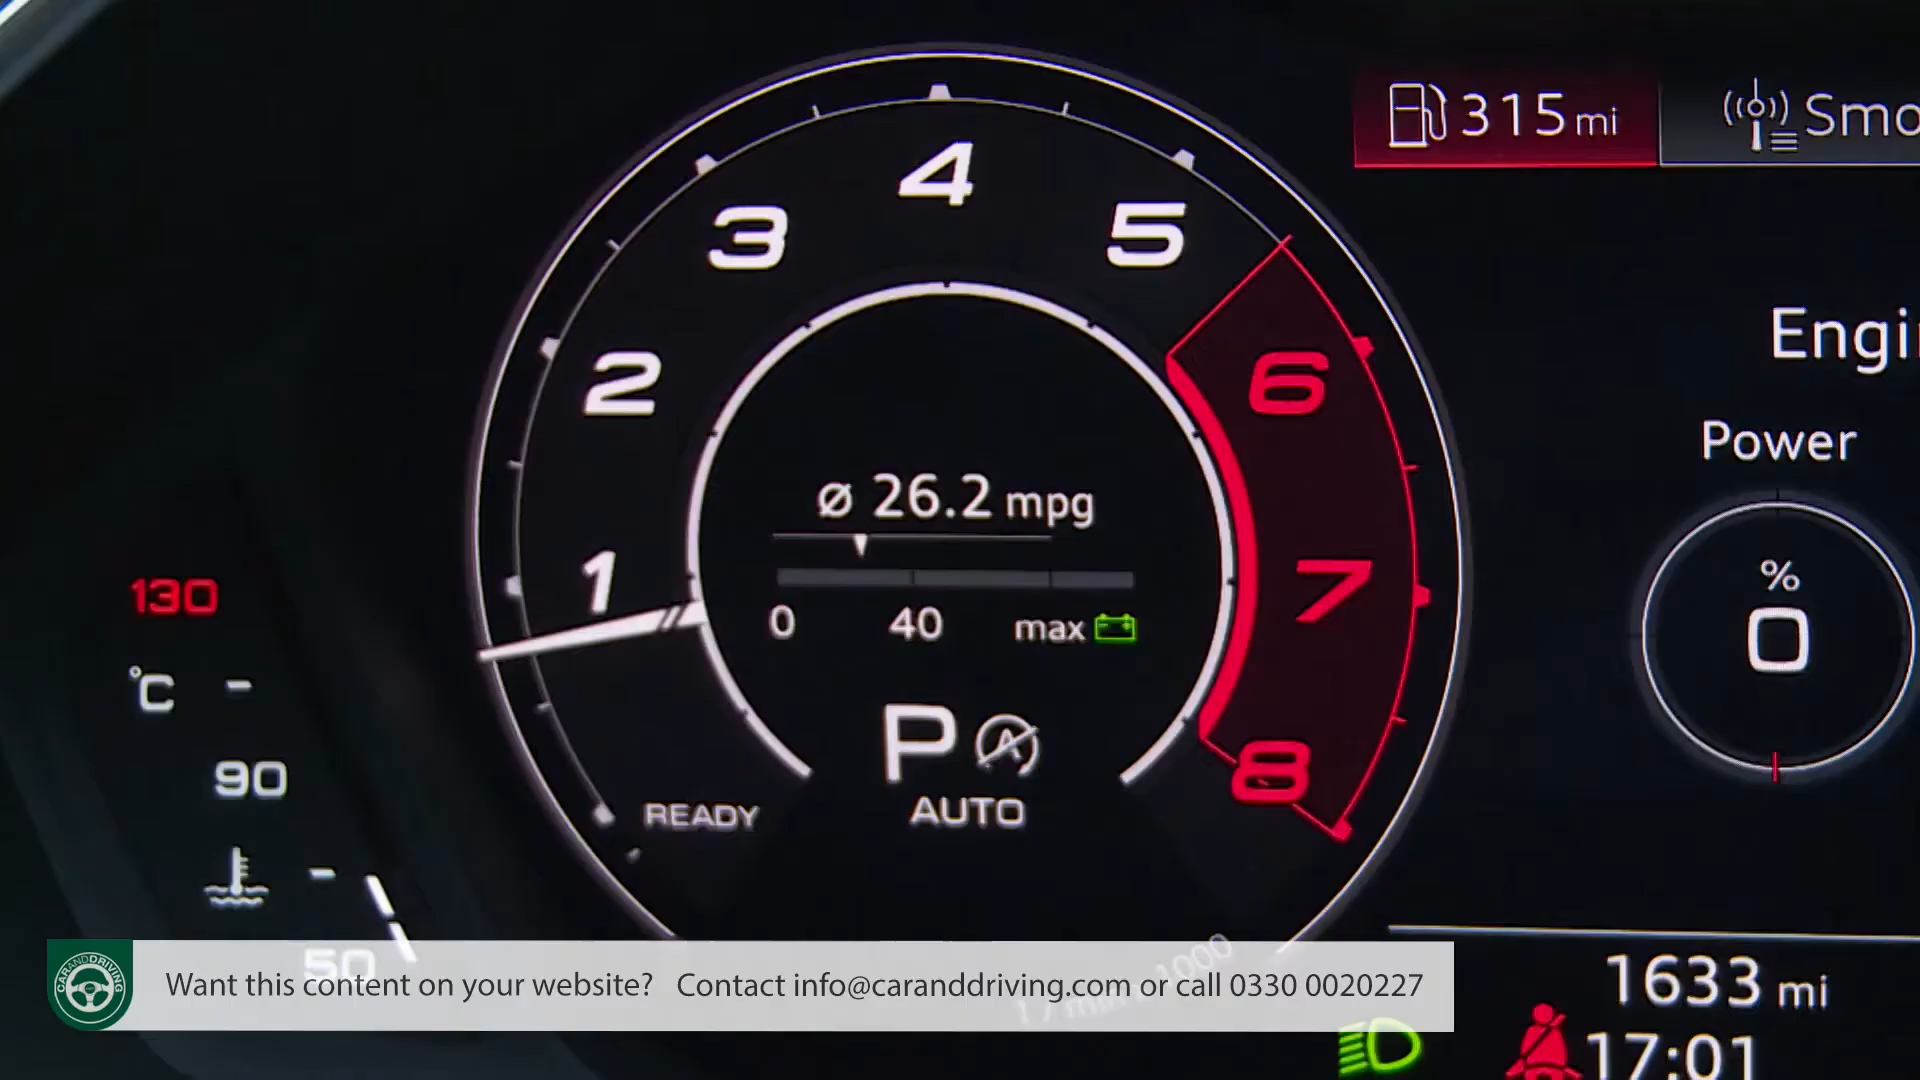 315 mi
Smo
4
3
5
Engi
2
6
Power
ø 26.2 mpg
1
7
%
130
0 40 max
0
°C
P A
8
90
READY
AUTO
50
CARANDDRIVING
Want this content on your website? Contact info@caranddriving.com or call 0330 0020227
1633 mi
17:01